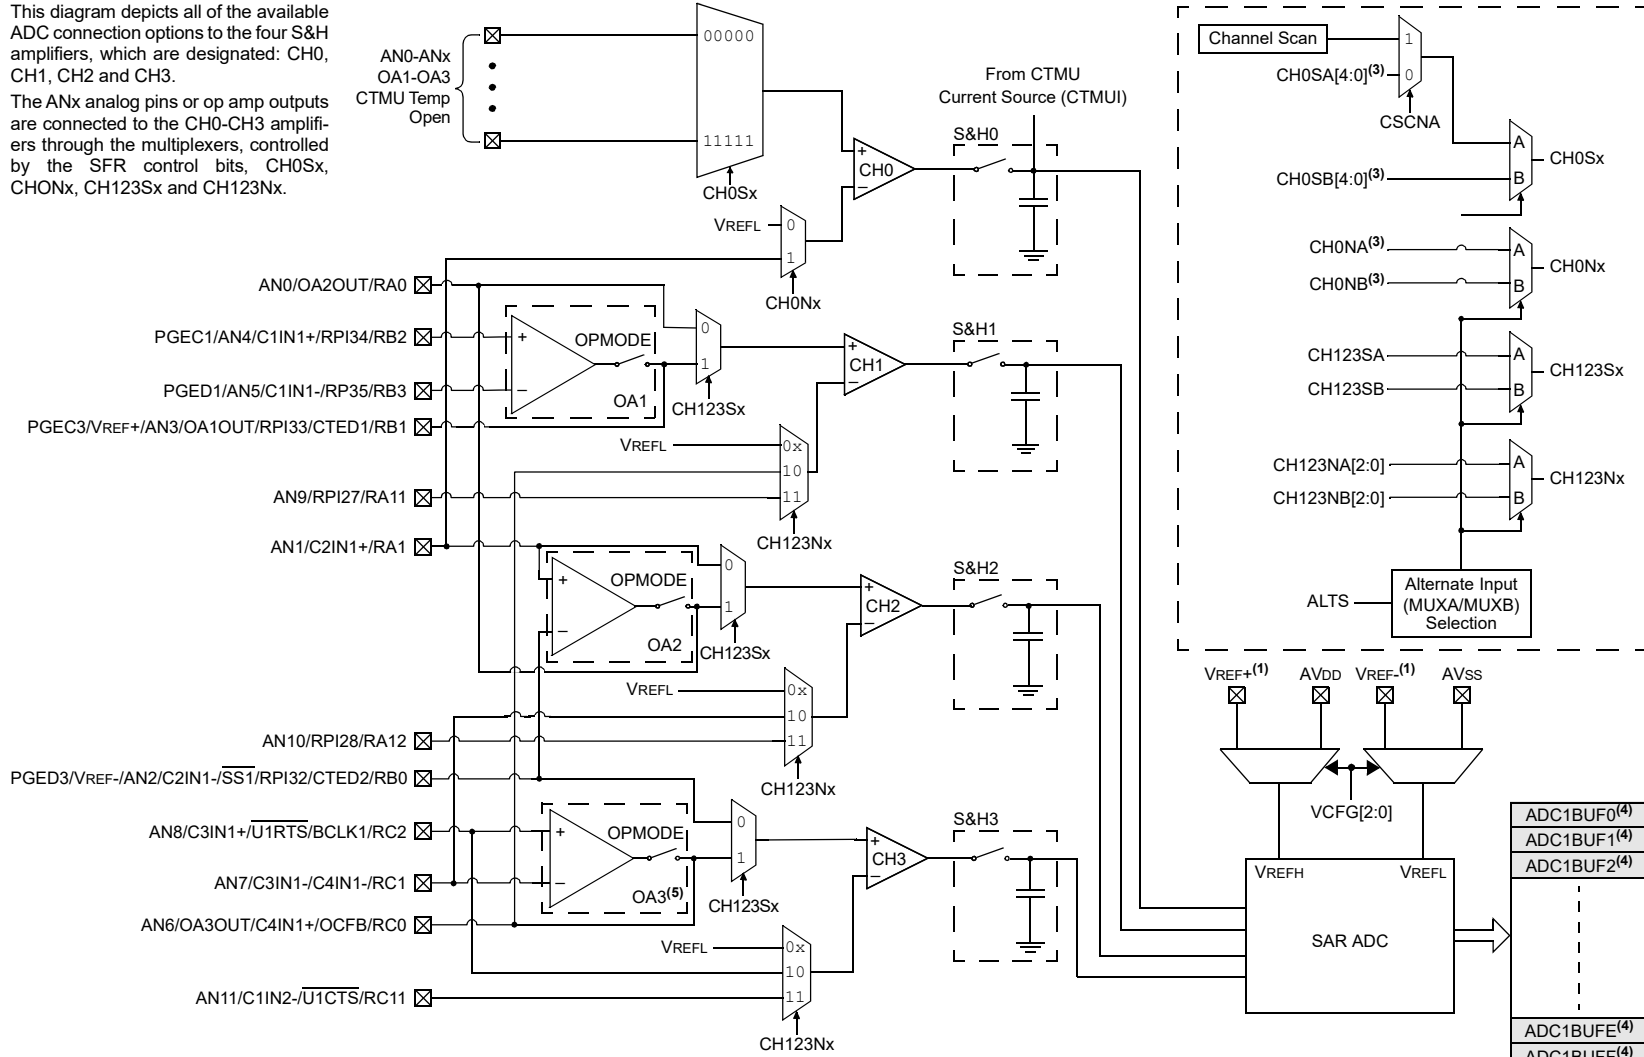 This diagram depicts all of the available
ADC connection options to the four S&H
amplifiers, which are designated: CH0,
CH1, CH2 and CH3.
The ANx analog pins or op amp outputs
are connected to the CH0-CH3 amplifi-
ers through the multiplexers, controlled
by the SFR control bits, CH0Sx,
CHONx, CH123Sx and CH123Nx.
AN0-ANx
OA1-OA3
CTMU Temp
Open
00000
11111
CH0Sx
From CTMU
Current Source (CTMUI)
S&H0
+
CH0
–
VREFL
0
1
CH0Nx
AN0/OA2OUT/RA0
PGEC1/AN4/C1IN1+/RPI34/RB2
PGED1/AN5/C1IN1-/RP35/RB3
PGEC3/VREF+/AN3/OA1OUT/RPI33/CTED1/RB1
+
OPMODE
–
OA1
0
1
CH123Sx
+
CH1
–
S&H1
VREFL
0x
10
11
CH123Nx
AN9/RPI27/RA11
AN1/C2IN1+/RA1
+
OPMODE
–
OA2
0
1
CH123Sx
+
CH2
–
S&H2
VREFL
0x
10
11
CH123Nx
AN10/RPI28/RA12
PGED3/VREF-/AN2/C2IN1-/SS1/RPI32/CTED2/RB0
AN8/C3IN1+/U1RTS/BCLK1/RC2
AN7/C3IN1-/C4IN1-/RC1
AN6/OA3OUT/C4IN1+/OCFB/RC0
+
OPMODE
–
OA3(5)
0
1
CH123Sx
+
CH3
–
S&H3
VREFL
0x
10
11
CH123Nx
AN11/C1IN2-/U1CTS/RC11
Channel Scan
1
CH0SA[4:0](3)
0
CSCNA
A
CH0Sx
CH0SB[4:0](3)
B
CH0NA(3)
A
CH0Nx
CH0NB(3)
B
CH123SA
A
CH123Sx
CH123SB
B
CH123NA[2:0]
A
CH123Nx
CH123NB[2:0]
B
ALTS
Alternate Input
(MUXA/MUXB)
Selection
VREF+(1)
AVDD
VREF-(1)
AVSS
VCFG[2:0]
VREFH
VREFL
SAR ADC
ADC1BUF0(4)
ADC1BUF1(4)
ADC1BUF2(4)
ADC1BUFE(4)
ADC1BUFF(4)